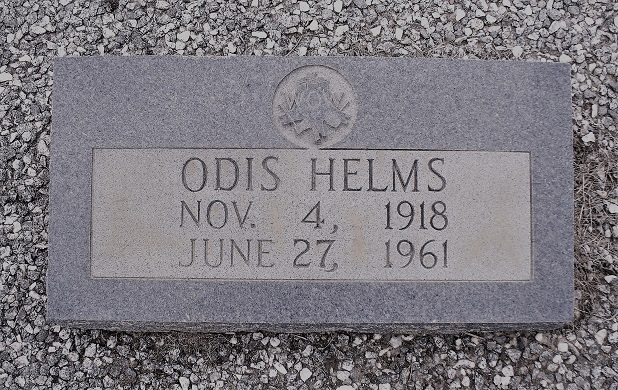 ODIS HELMS
NOV. 4, 1918
JUNE 27, 1961